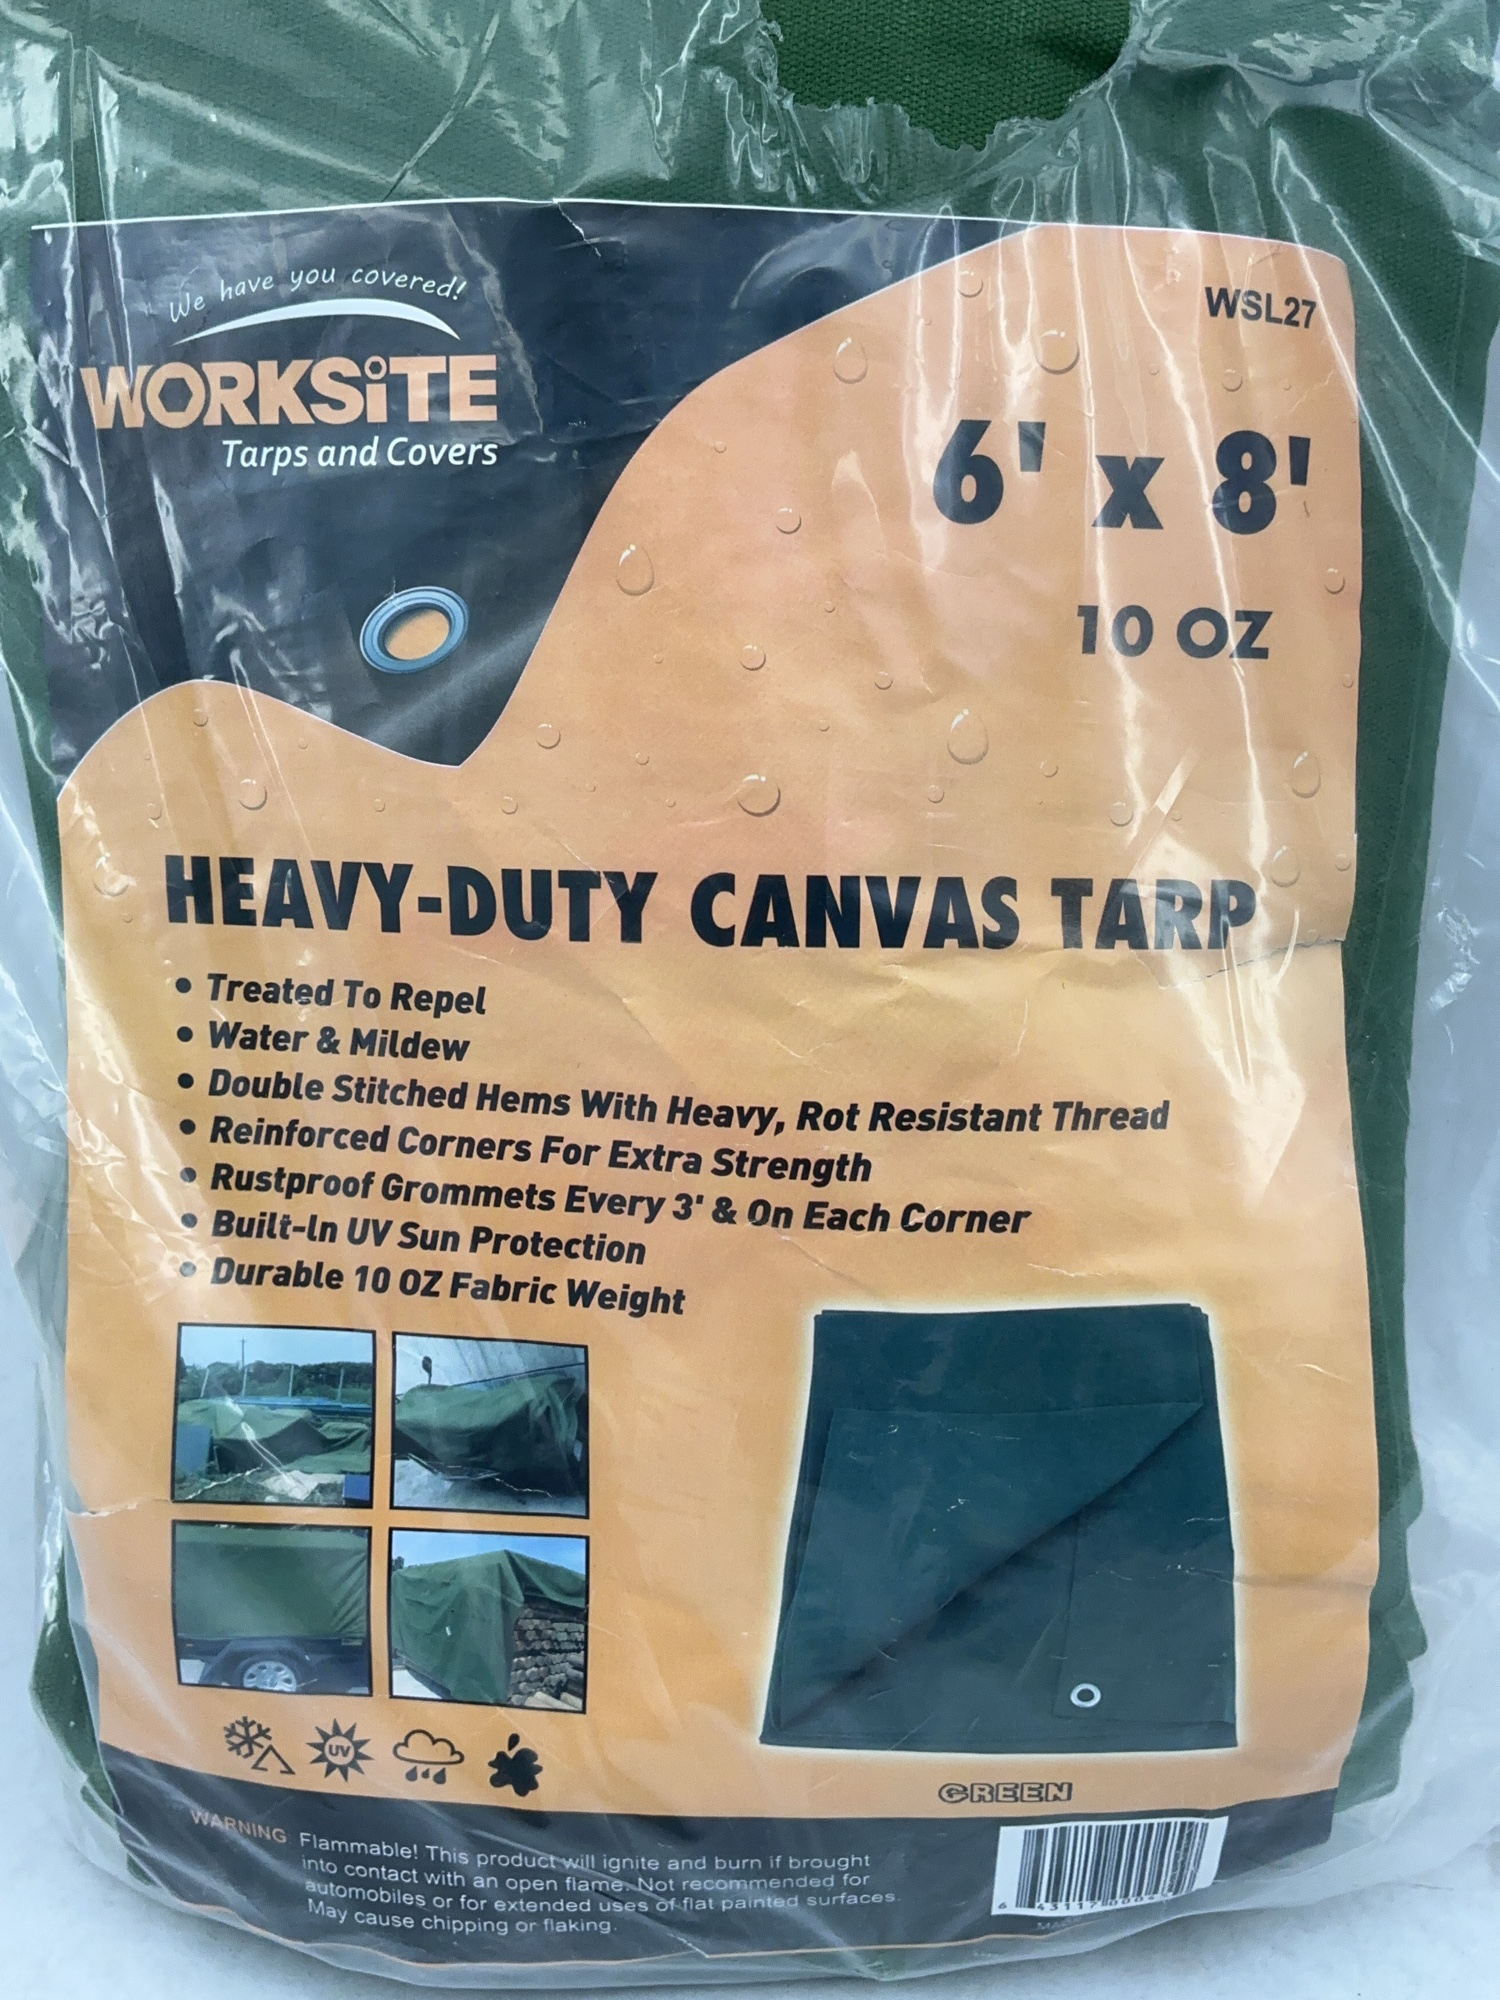 We have you covered!
WORKSiTE
Tarps and Covers
WSL27
6' x 8'
10 OZ
HEAVY-DUTY CANVAS TARP
• Treated To Repel
• Water & Mildew
• Double Stitched Hems With Heavy, Rot Resistant Thread
• Reinforced Corners For Extra Strength
• Rustproof Grommets Every 3' & On Each Corner
• Built-In UV Sun Protection
• Durable 10 OZ Fabric Weight
UV
GREEN
WARNING Flammable! This product will ignite and burn if brought
into contact with an open flame. Not recommended for
automobiles or for extended uses of flat painted surfaces.
May cause chipping or flaking.